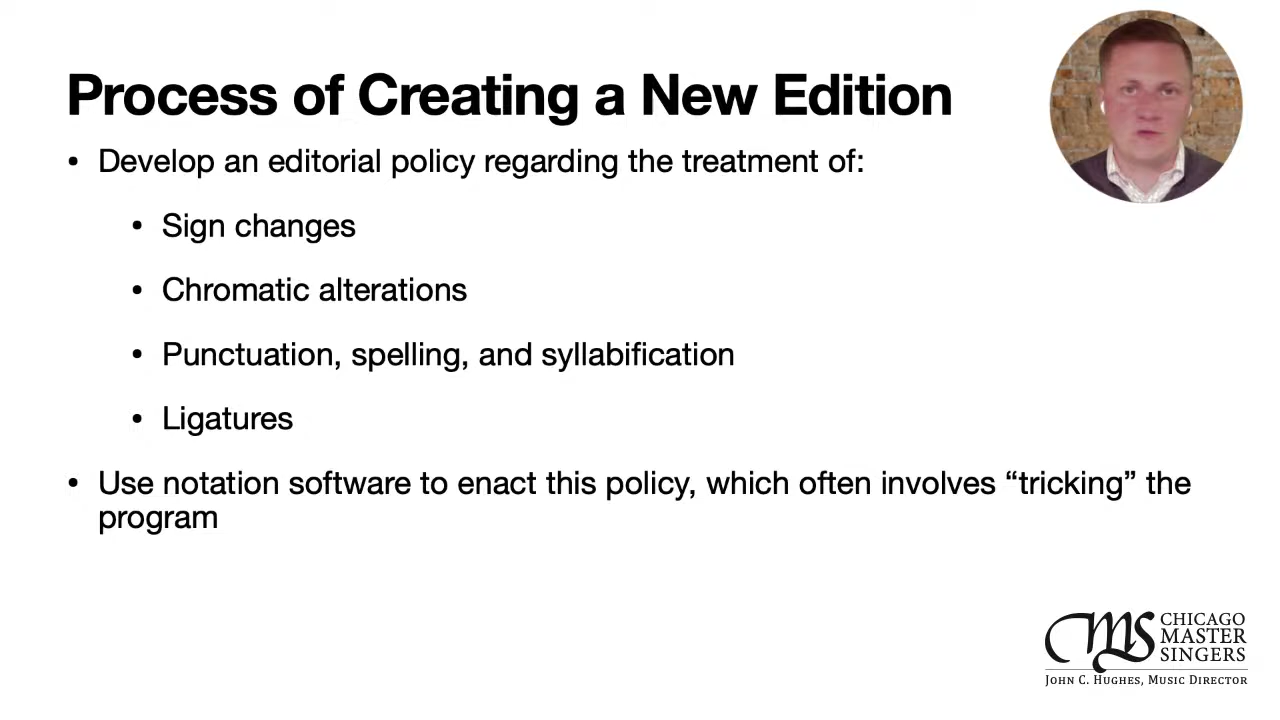 Process of Creating a New Edition
• Develop an editorial policy regarding the treatment of:
• Sign changes
• Chromatic alterations
• Punctuation, spelling, and syllabification
• Ligatures
• Use notation software to enact this policy, which often involves “tricking” the
program
CMS CHICAGO
MASTER
SINGERS
John C. Hughes, Music Director